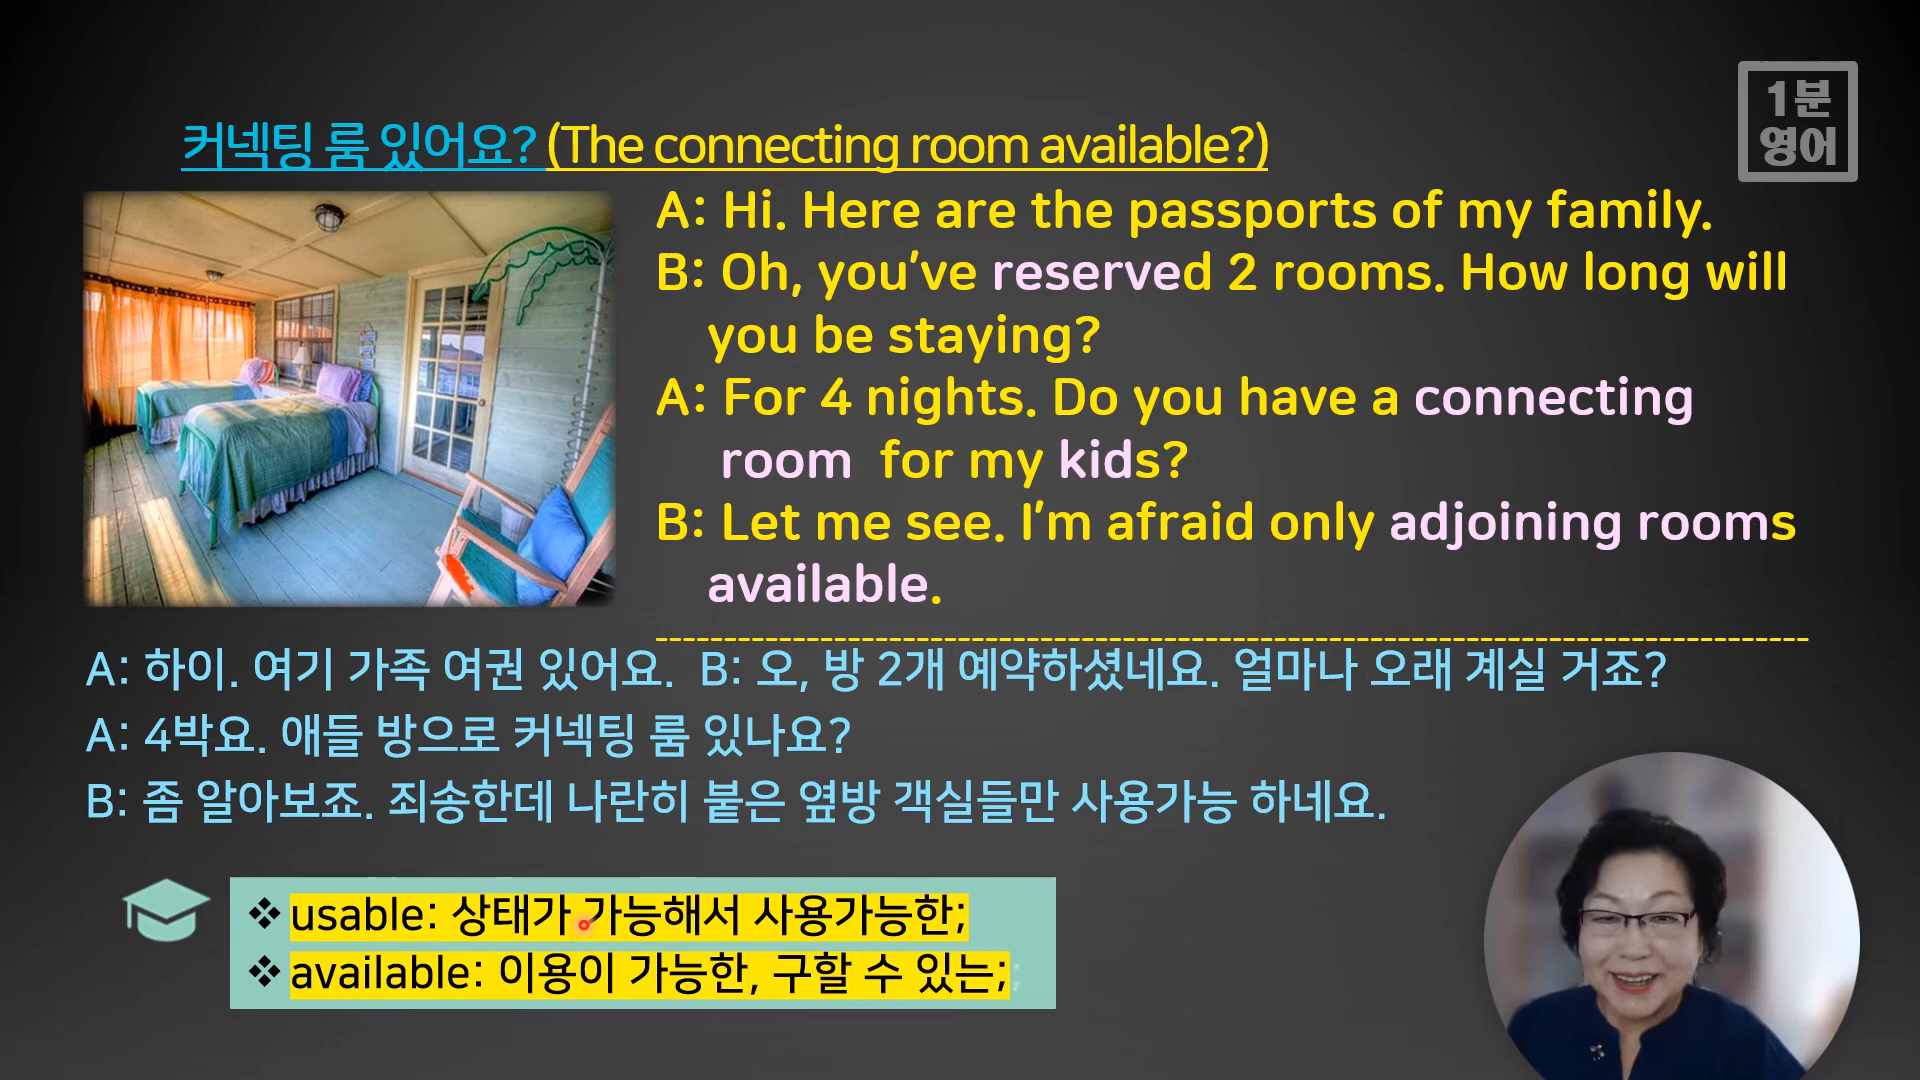 1분
영어
커넥팅 룸 있어요? (The connecting room available?)
A: Hi. Here are the passports of my family.
B: Oh, you've reserved 2 rooms. How long will
you be staying?
A: For 4 nights. Do you have a connecting
room for my kids?
B: Let me see. I'm afraid only adjoining rooms
available.
A: 하이. 여기 가족 여권 있어요. B: 오, 방 2개 예약하셨네요. 얼마나 오래 계실 거죠?
A: 4박요. 애들 방으로 커넥팅 룸 있나요?
B: 좀 알아보죠. 죄송한데 나란히 붙은 옆방 객실들만 사용가능 하네요.
❖ usable: 상태가 가능해서 사용가능한;
❖ available: 이용이 가능한, 구할 수 있는;